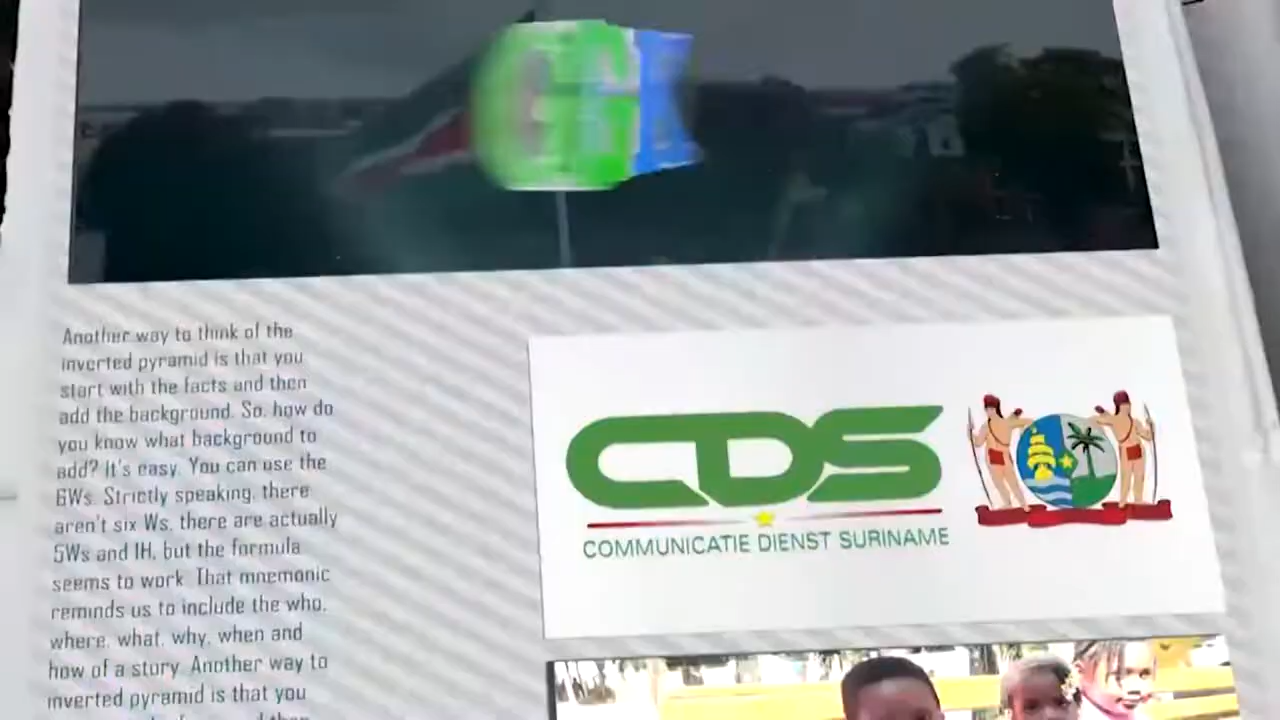 Another way to think of the
inverted pyramid is that you
start with the facts and then
add the background. So, how do
you know what background to
add? It's easy. You can use the
6Ws. Strictly speaking, there
aren't six Ws, there are actually
5Ws and 1H, but the formula
seems to work. That mnemonic
reminds us to include the who,
where, what, why, when and
how of a story. Another way to
inverted pyramid is that you
CDS
COMMUNICATIE DIENST SURINAME